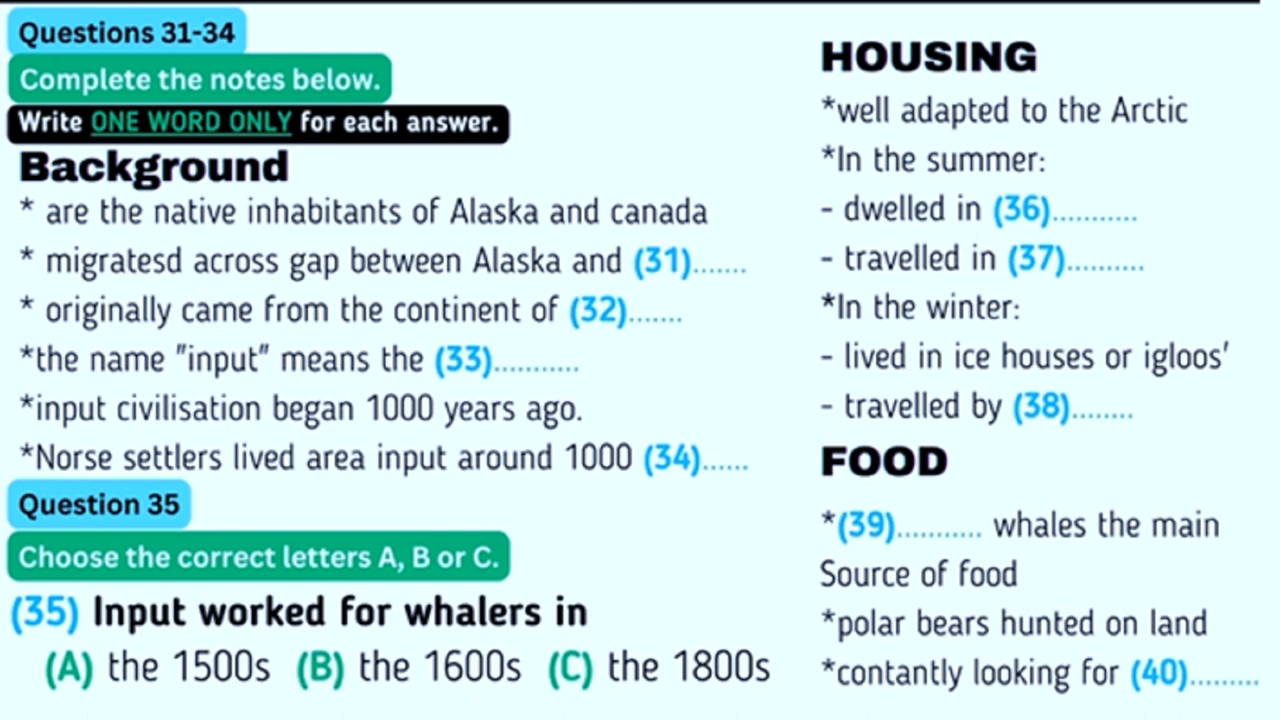 Questions 31-34
Complete the notes below.
Write ONE WORD ONLY for each answer.
Background
* are the native inhabitants of Alaska and canada
* migratesd across gap between Alaska and (31).......
* originally came from the continent of (32).......
*the name "input" means the (33)...........
*input civilisation began 1000 years ago.
*Norse settlers lived area input around 1000 (34)......
Question 35
Choose the correct letters A, B or C.
(35) Input worked for whalers in
(A) the 1500s (B) the 1600s (C) the 1800s
HOUSING
*well adapted to the Arctic
*In the summer:
- dwelled in (36)...........
- travelled in (37)..........
*In the winter:
- lived in ice houses or igloos'
- travelled by (38)........
FOOD
*(39)........... whales the main
Source of food
*polar bears hunted on land
*contantly looking for (40).........